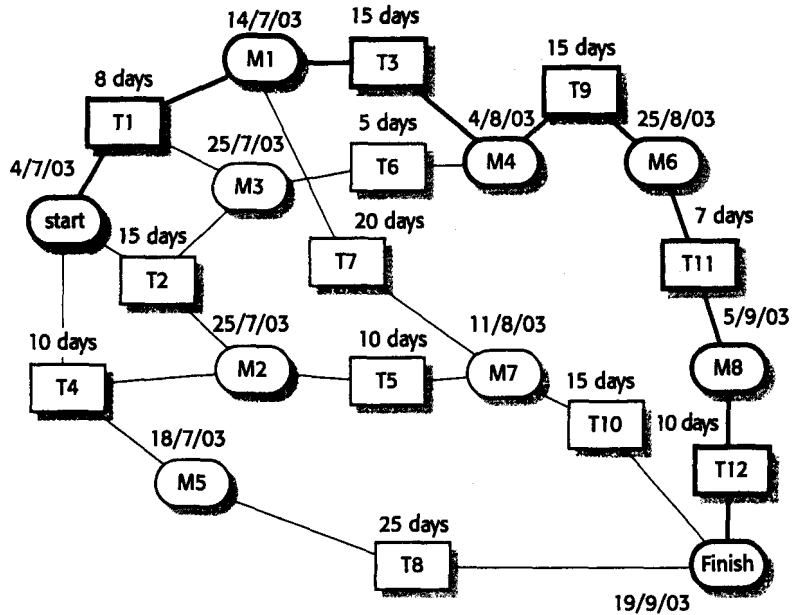 14/7/03
15 days
M1
T3
15 days
8 days
T9
T1
25/7/03
5 days
4/8/03
25/8/03
4/7/03
M3
T6
M4
M6
start
15 days
20 days
7 days
T2
T7
T11
25/7/03
11/8/03
5/9/03
10 days
M2
10 days
M7
M8
T4
T5
15 days
18/7/03
T10
10 days
M5
T12
25 days
T8
Finish
19/9/03